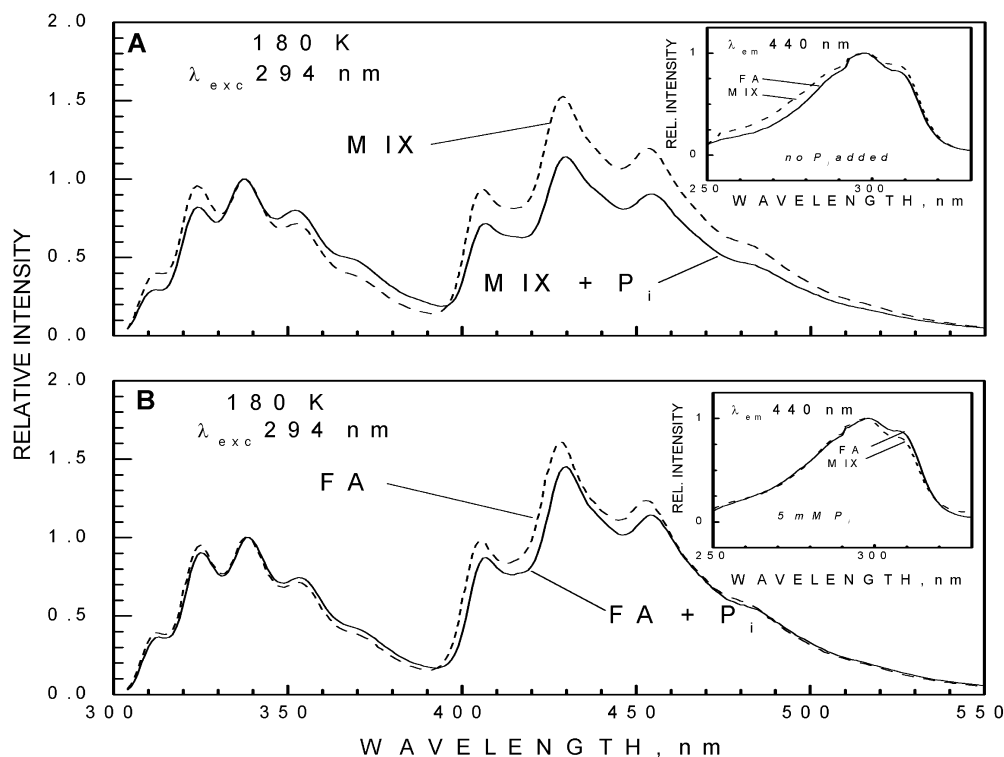 RELATIVE INTENSITY
2.0
1.5
1.0
0.5
0.0
A
180 K
λexc 294 nm
MIX
MIX + Pi
REL. INTENSITY
1
0
λem 440 nm
FA
MIX
no Pi added
250 300
WAVELENGTH, nm
2.0
1.5
1.0
0.5
0.0
B
180 K
λexc 294 nm
FA
FA + Pi
REL. INTENSITY
1
0
λem 440 nm
FA
MIX
5 mM Pi
250 300
WAVELENGTH, nm
300 350 400 450 500 550
WAVELENGTH, nm